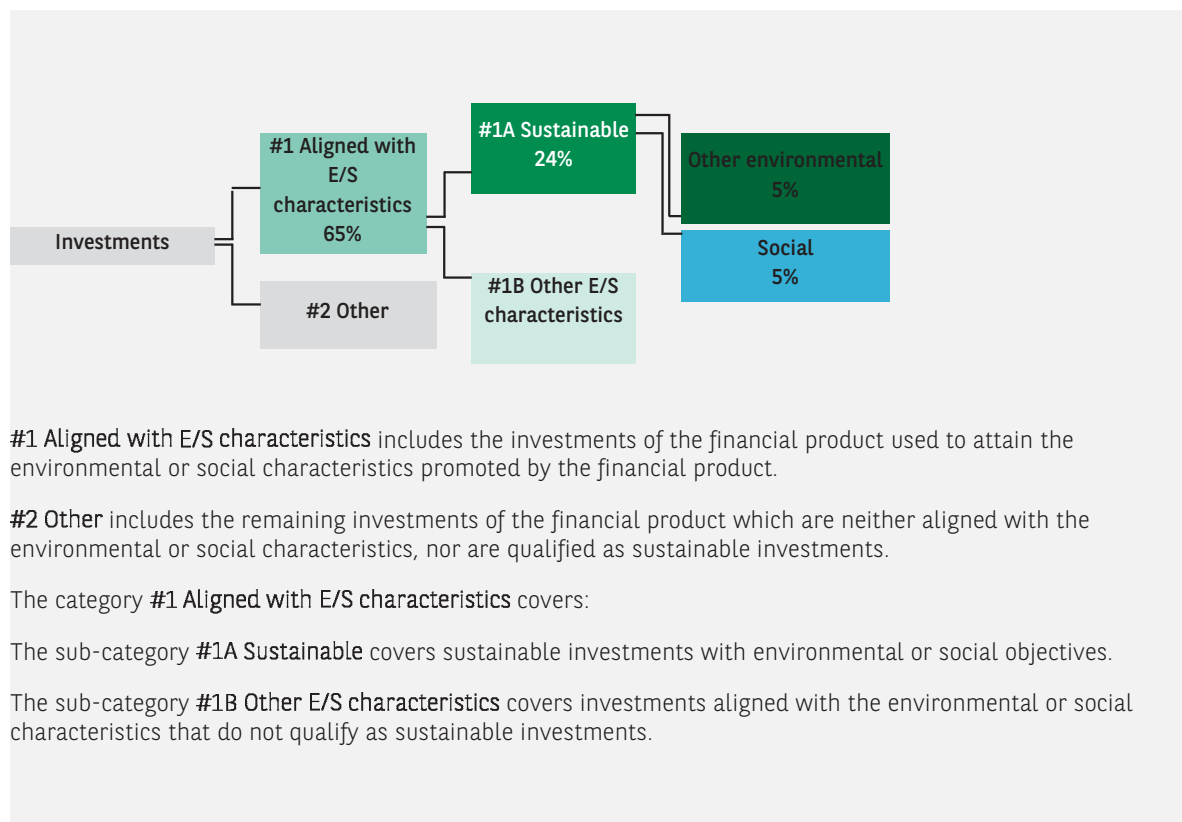 Investments
#1 Aligned with
E/S
characteristics
65%
#2 Other
#1A Sustainable
24%
#1B Other E/S
characteristics
Other environmental
5%
Social
5%
#1 Aligned with E/S characteristics includes the investments of the financial product used to attain the
environmental or social characteristics promoted by the financial product.
#2 Other includes the remaining investments of the financial product which are neither aligned with the
environmental or social characteristics, nor are qualified as sustainable investments.
The category #1 Aligned with E/S characteristics covers:
The sub-category #1A Sustainable covers sustainable investments with environmental or social objectives.
The sub-category #1B Other E/S characteristics covers investments aligned with the environmental or social
characteristics that do not qualify as sustainable investments.